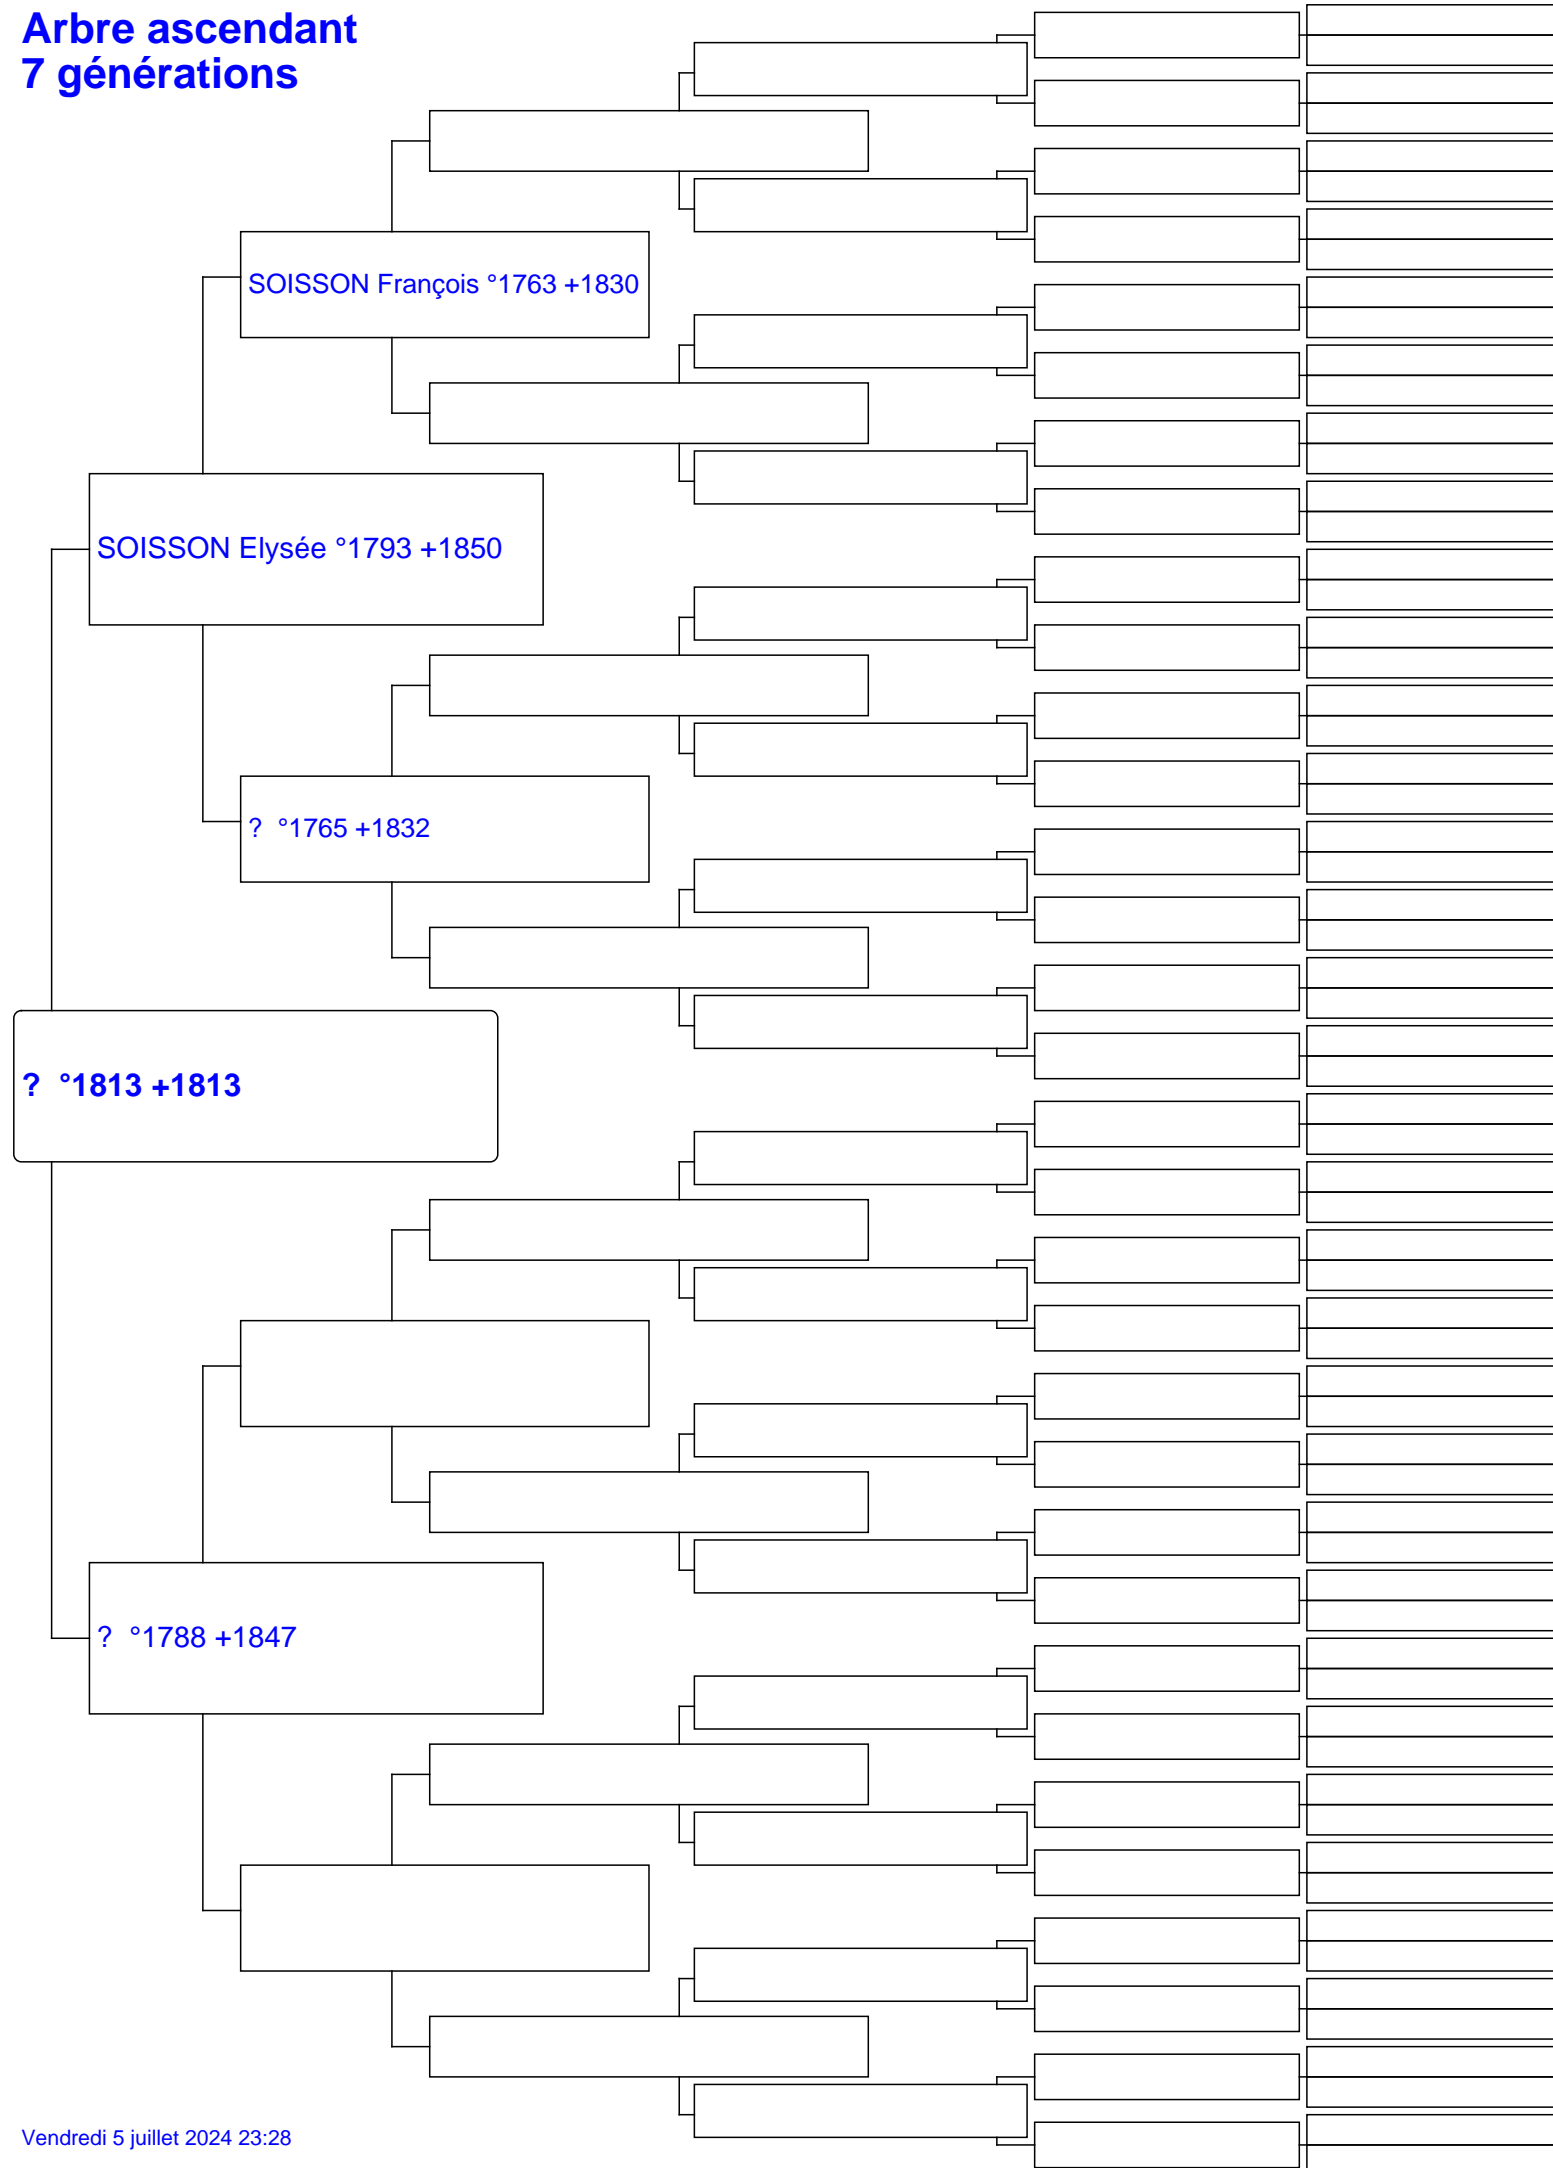 Arbre ascendant
7 générations
SOISSON François °1763 +1830
SOISSON Elysée °1793 +1850
? °1765 +1832
? °1813 +1813
? °1788 +1847
Vendredi 5 juillet 2024 23:28